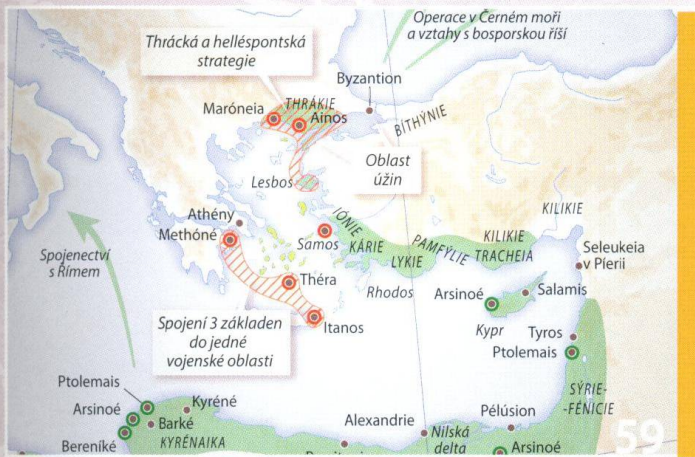 Operace v Černém moři
a vztahy s bosporskou říší
Thrácká a helléspontská
strategie
Byzantion
Maróneia
THRÁKIE
Ainos
BÍTHÝNIE
Oblast
úžin
Lesbos
Athény
Methóné
Samos
IÓNIE
KÁRIE
LYKIE
PAMFÝLIE
KILIKIE
TRACHEIA
KILIKIE
Seleukeia
v Píerii
Spojenectví
s Římem
Théra
Rhodos
Arsinoé
Salamis
Kypr
Itanos
Spojení 3 základen
do jedné
vojenské oblasti
Tyros
Ptolemais
SÝRIE-
-FÉNICIE
Ptolemais
Arsinoé
Kyréné
Barké
Bereníké
KYRÉNAIKA
Alexandrie
Pélúsion
Nilská
delta
Arsinoé
59